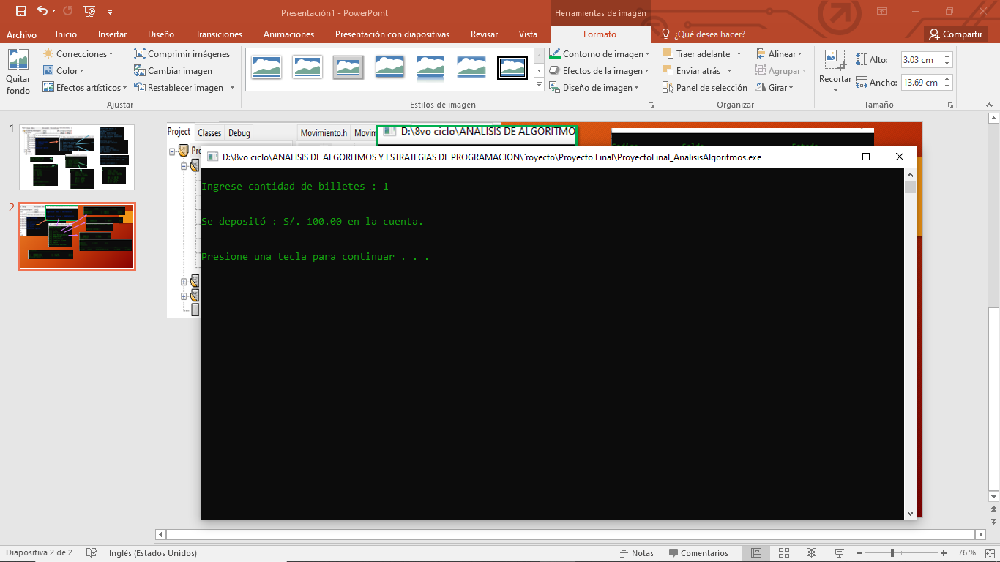 Presentación1 - PowerPoint
Herramientas de imagen
Archivo
Inicio
Insertar
Diseño
Transiciones
Animaciones
Presentación con diapositivas
Revisar
Vista
Formato
¿Qué desea hacer?
Compartir
Quitar fondo
Correcciones
Color
Efectos artísticos
Comprimir imágenes
Cambiar imagen
Restablecer imagen
Ajustar
Estilos de imagen
Contorno de imagen
Efectos de la imagen
Diseño de imagen
Traer adelante
Enviar atrás
Panel de selección
Alinear
Agrupar
Girar
Organizar
Recortar
Alto: 3.03 cm
Ancho: 13.69 cm
Tamaño
1
2
Project
Classes
Debug
Movimiento.h
D:\8vo ciclo\ANALISIS DE ALGORITMO
D:\8vo ciclo\ANALISIS DE ALGORITMOS Y ESTRATEGIAS DE PROGRAMACION\`royecto\Proyecto Final\ProyectoFinal_AnalisisAlgoritmos.exe
Ingrese cantidad de billetes : 1
Se depositó : S/. 100.00 en la cuenta.
Presione una tecla para continuar . . .
Diapositiva 2 de 2
Inglés (Estados Unidos)
Notas
Comentarios
76 %